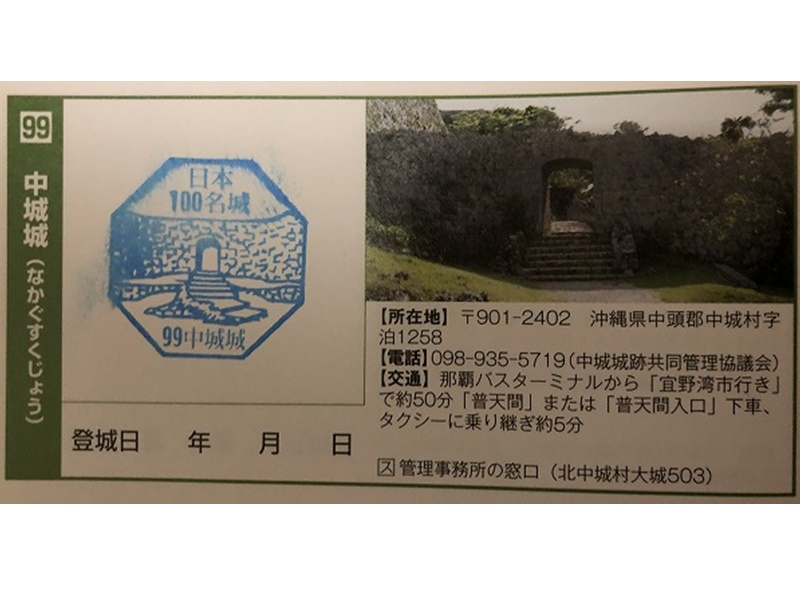 99
中城城(なかぐすくじょう)
日本
100名城
99中城城
登城日 年 月 日
【所在地】 〒901-2402 沖縄県中頭郡中城村字
泊1258
【電話】098-935-5719(中城城跡共同管理協議会)
【交通】 那覇バスターミナルから「宜野湾市行き」
で約50分「普天間」または「普天間入口」下車、
タクシーに乗り継ぎ約5分
ス 管理事務所の窓口(北中城村大城503)